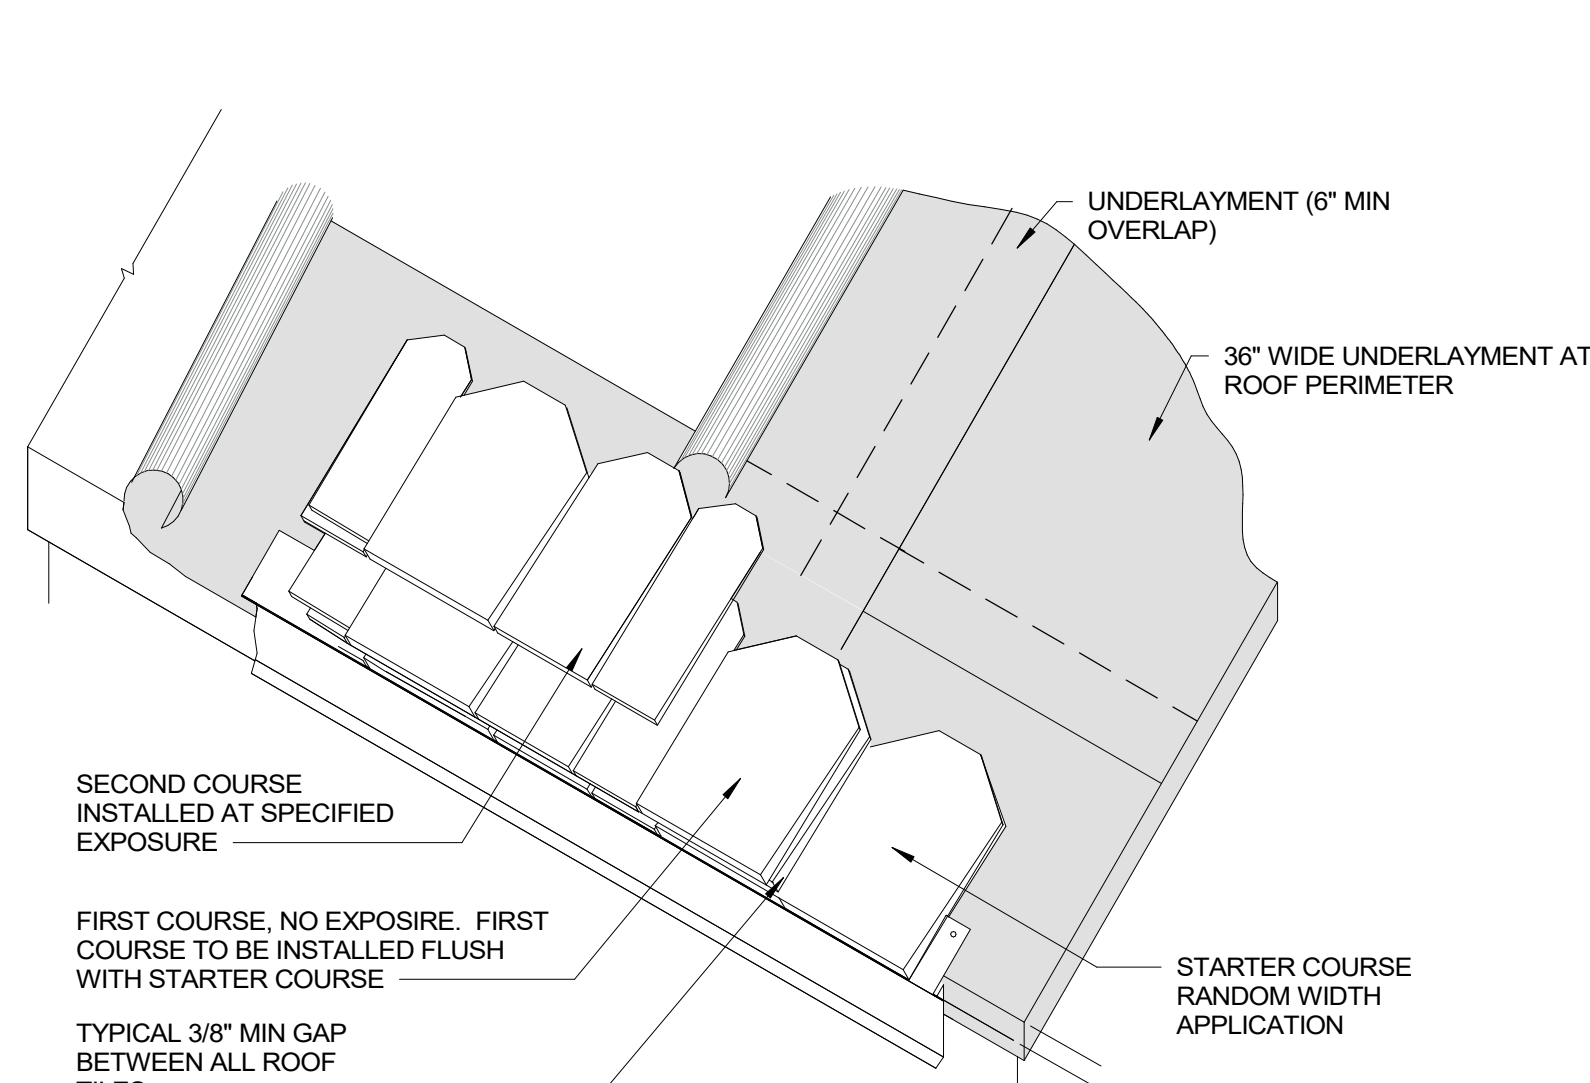 UNDERLAYMENT (6" MIN
OVERLAP)
36" WIDE UNDERLAYMENT AT
ROOF PERIMETER
SECOND COURSE
INSTALLED AT SPECIFIED
EXPOSURE
FIRST COURSE, NO EXPOSIRE. FIRST
COURSE TO BE INSTALLED FLUSH
WITH STARTER COURSE
STARTER COURSE
RANDOM WIDTH
APPLICATION
TYPICAL 3/8" MIN GAP
BETWEEN ALL ROOF